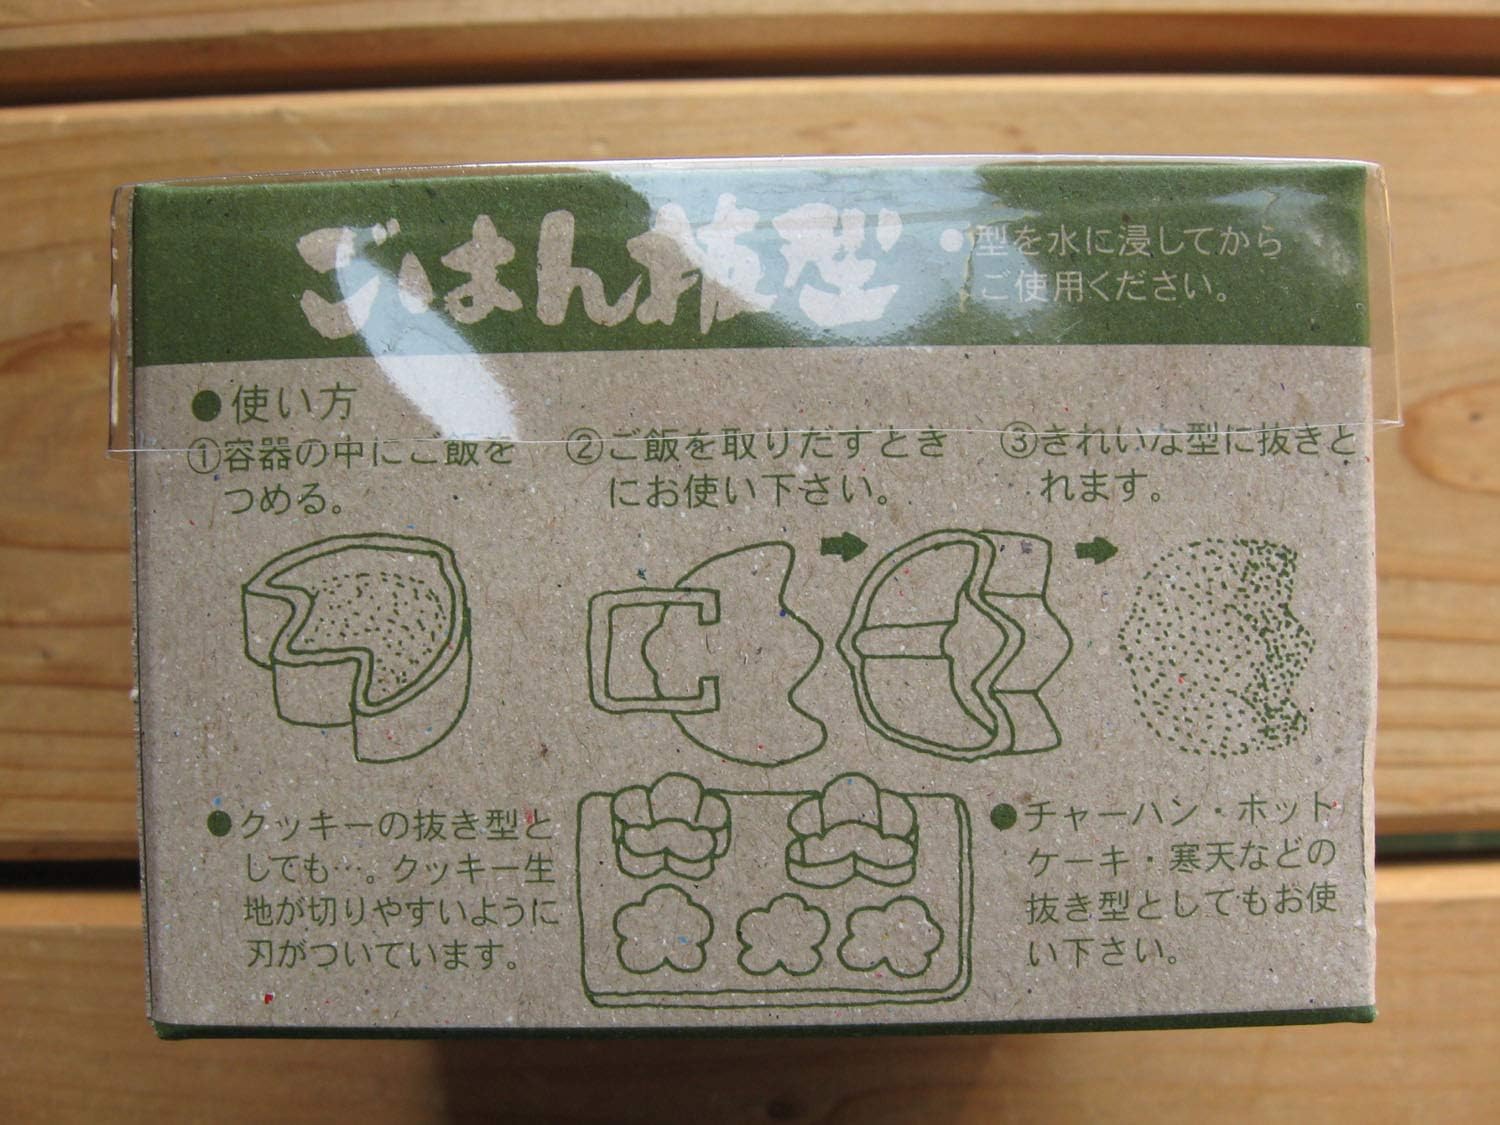 ごはん抜型
●型を水に浸してから
ご使用ください。
●使い方
①容器の中にご飯を
つめる。
②ご飯を取りだすとき
にお使い下さい。
③きれいな型に抜きと
れます。
●クッキーの抜き型と
しても…。クッキー生
地が切りやすいように
刃がついています。
●チャーハン・ホット
ケーキ・寒天などの
抜き型としてもお使
い下さい。